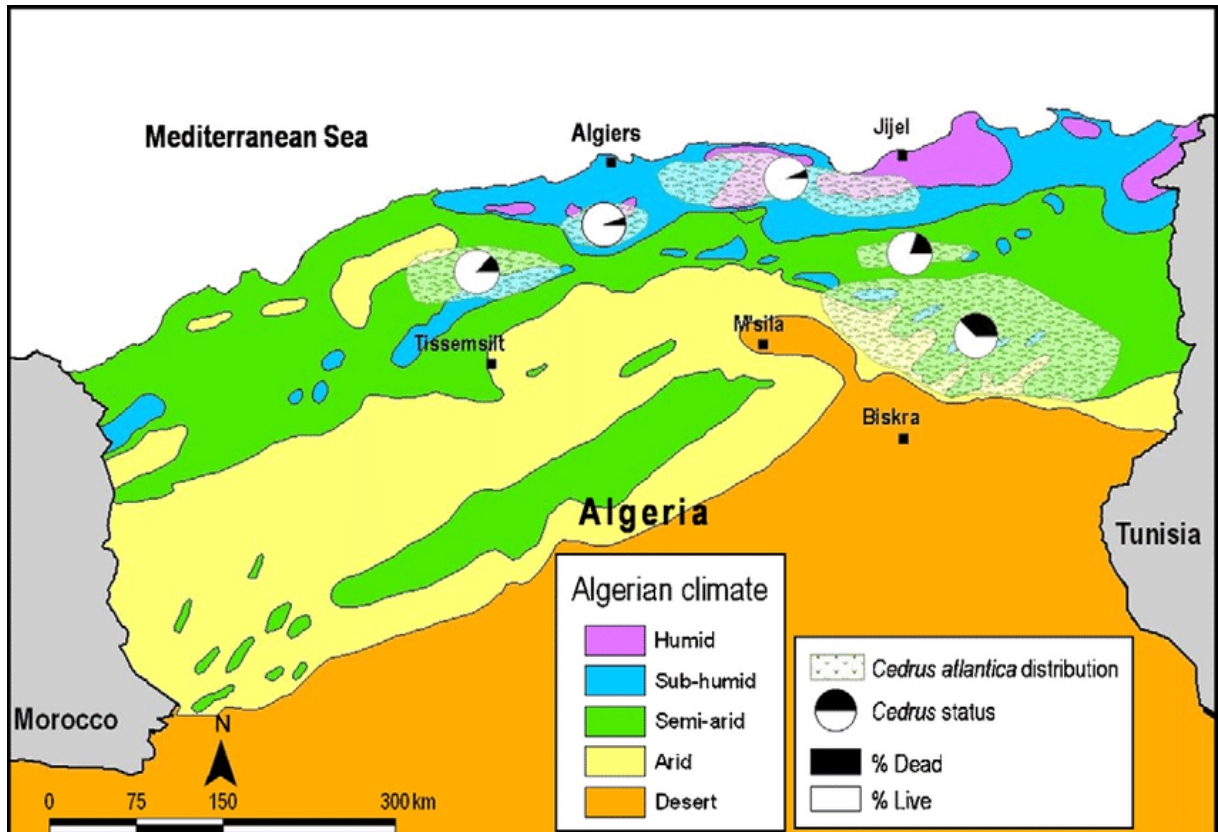 Mediterranean Sea
Algiers
Jijel
Tissemsilt
M'sila
Biskra
Algeria
Tunisia
Morocco
N
0 75 150 300 km
Algerian climate
Humid
Sub-humid
Semi-arid
Arid
Desert
Cedrus atlantica distribution
Cedrus status
% Dead
% Live